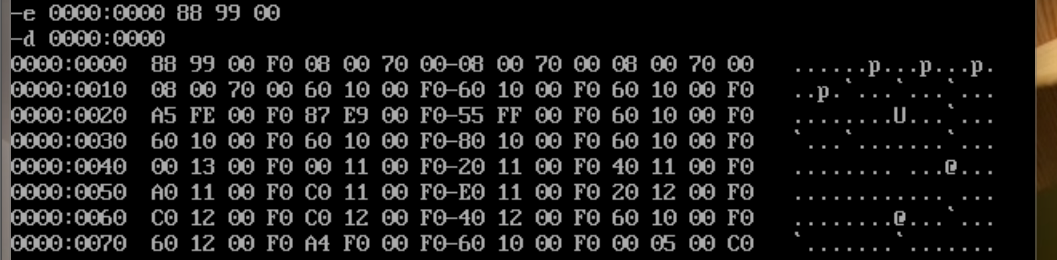 -e 0000:0000 88 99 00
-d 0000:0000
0000:0000  88 99 00 F0 08 00 70 00-08 00 70 00 08 00 70 00   ......p...p...p.
0000:0010  08 00 70 00 60 10 00 F0-60 10 00 F0 60 10 00 F0   ..p.`...`...`...
0000:0020  A5 FE 00 F0 87 E9 00 F0-55 FF 00 F0 60 10 00 F0   ........U...`...
0000:0030  60 10 00 F0 60 10 00 F0-80 10 00 F0 60 10 00 F0   `...`.......`...
0000:0040  00 13 00 F0 00 11 00 F0-20 11 00 F0 40 11 00 F0   ........ ...@...
0000:0050  A0 11 00 F0 C0 11 00 F0-E0 11 00 F0 20 12 00 F0   ............ ...
0000:0060  C0 12 00 F0 C0 12 00 F0-40 12 00 F0 60 10 00 F0   ........@...`...
0000:0070  60 12 00 F0 A4 F0 00 F0-60 10 00 F0 00 05 00 C0   `.......`.......